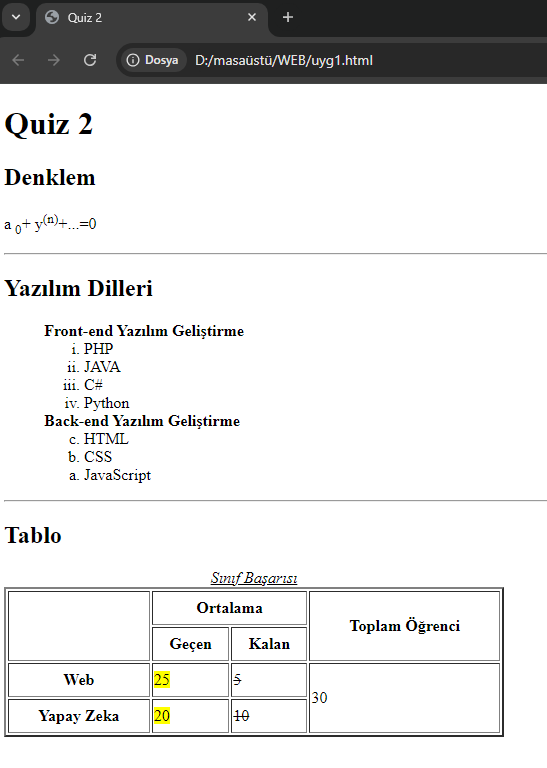 Quiz 2
Dosya D:/masaüstü/WEB/uyg1.html
Quiz 2
Denklem
a 0+ y(n)+...=0
Yazılım Dilleri
Front-end Yazılım Geliştirme
i. PHP
ii. JAVA
iii. C#
iv. Python
Back-end Yazılım Geliştirme
c. HTML
b. CSS
a. JavaScript
Tablo
Sınıf Başarısı
Ortalama Toplam Öğrenci
Geçen Kalan
Web 25 5 30
Yapay Zeka 20 10